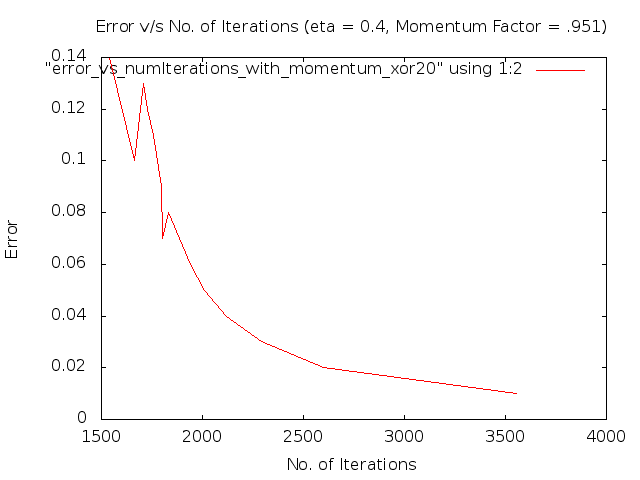 Error v/s No. of Iterations (eta = 0.4, Momentum Factor = .951)
0.14
"error_vs_numIterations_with_momentum_xor20" using 1:2
0.12
0.1
0.08
Error
0.06
0.04
0.02
0
1500 2000 2500 3000 3500 4000
No. of Iterations